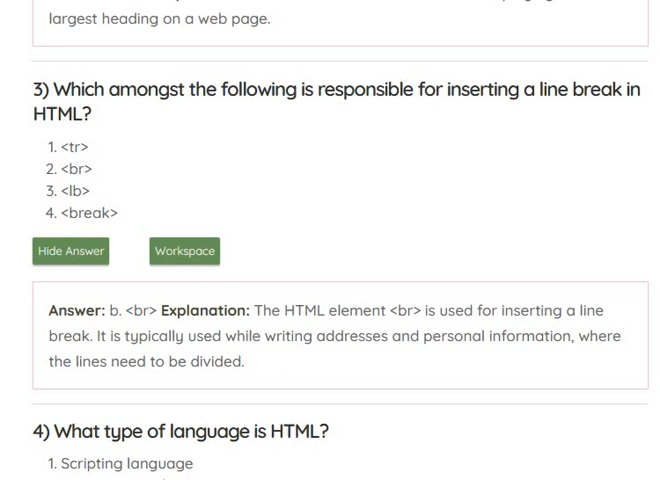 largest heading on a web page.
3) Which amongst the following is responsible for inserting a line break in
HTML?
1. <tr>
2. <br>
3. <lb>
4. <break>
Hide Answer Workspace
Answer: b. <br> Explanation: The HTML element <br> is used for inserting a line
break. It is typically used while writing addresses and personal information, where
the lines need to be divided.
4) What type of language is HTML?
1. Scripting language